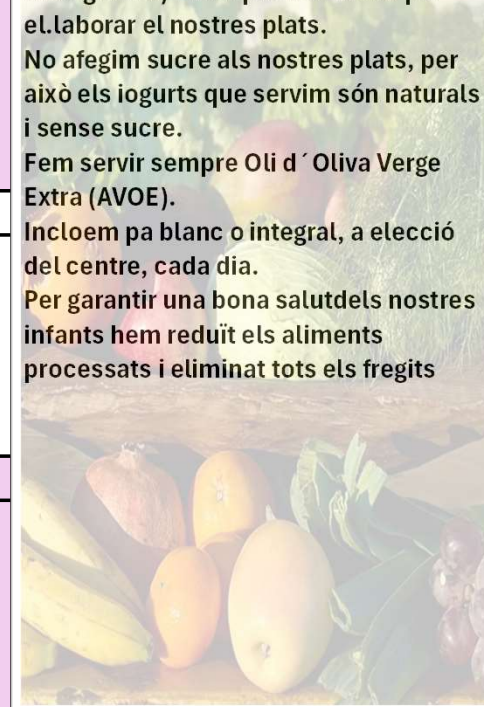 el.laborar el nostres plats.
No afegim sucre als nostres plats, per
això els iogurts que servim són naturals
i sense sucre.
Fem servir sempre Oli d´Oliva Verge
Extra (AVOE).
Incloem pa blanc o integral, a elecció
del centre, cada dia.
Per garantir una bona salutdels nostres
infants hem reduït els aliments
processats i eliminat tots els fregits